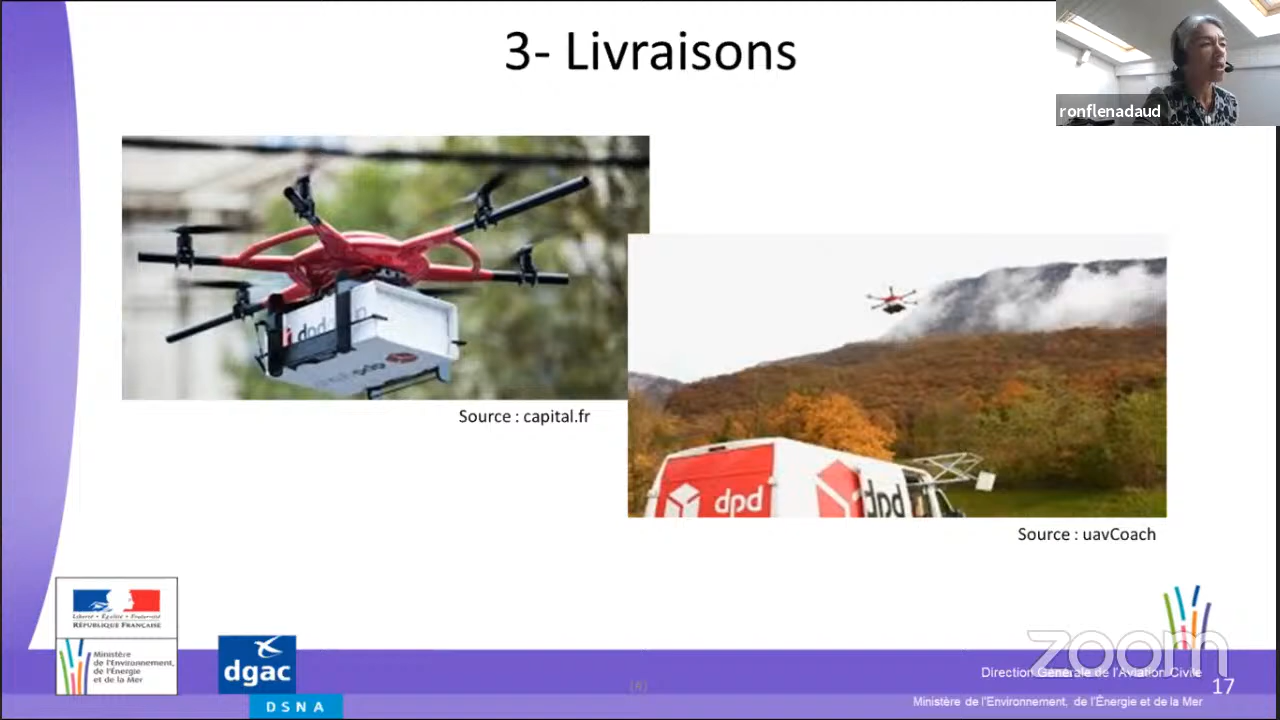 3- Livraisons
ronflenadaud
dpd
Source : capital.fr
dpd
dpd
Source : uavCoach
Liberté • Égalité • Fraternité
RÉPUBLIQUE FRANÇAISE
Ministère
de l'Environnement,
de l'Énergie
et de la Mer
dgac
DSNA
zoom
Direction Générale de l'Aviation Civile
17
Ministère de l'Environnement, de l'Énergie et de la Mer